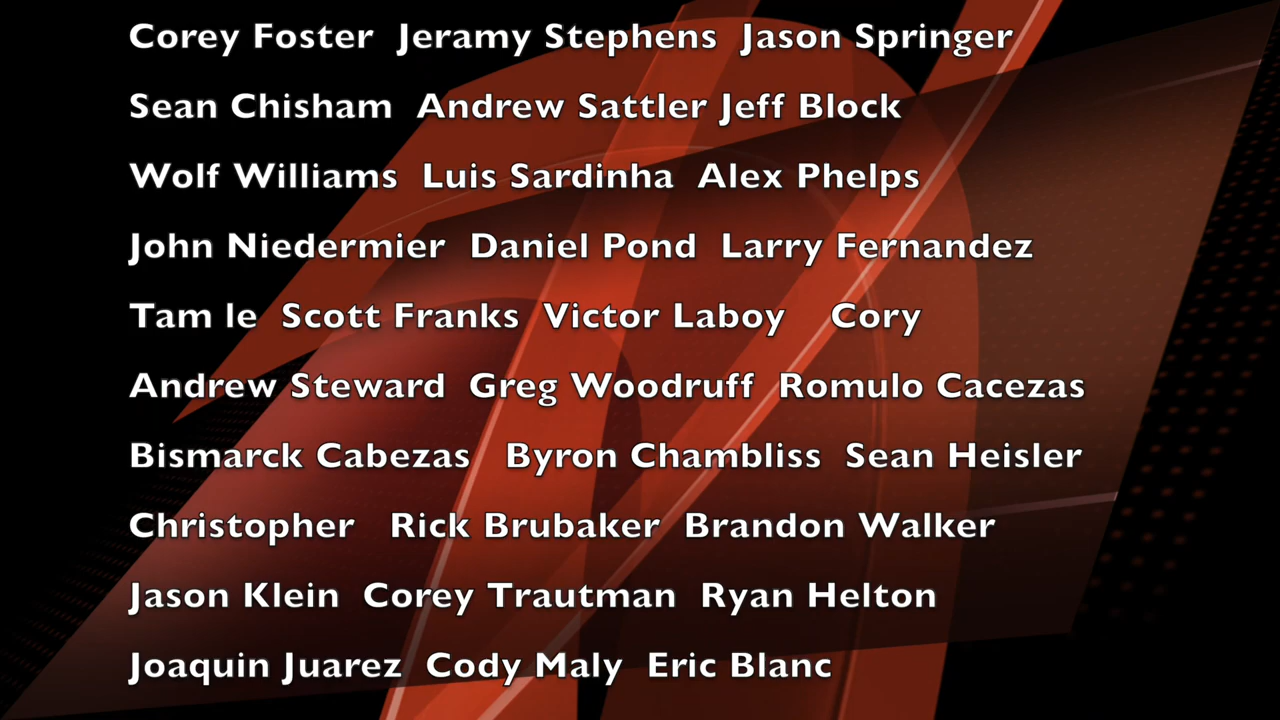 Corey Foster Jeramy Stephens Jason Springer
Sean Chisham Andrew Sattler Jeff Block
Wolf Williams Luis Sardinha Alex Phelps
John Niedermier Daniel Pond Larry Fernandez
Tam le Scott Franks Victor Laboy Cory
Andrew Steward Greg Woodruff Romulo Cacezas
Bismarck Cabezas Byron Chambliss Sean Heisler
Christopher Rick Brubaker Brandon Walker
Jason Klein Corey Trautman Ryan Helton
Joaquin Juarez Cody Maly Eric Blanc